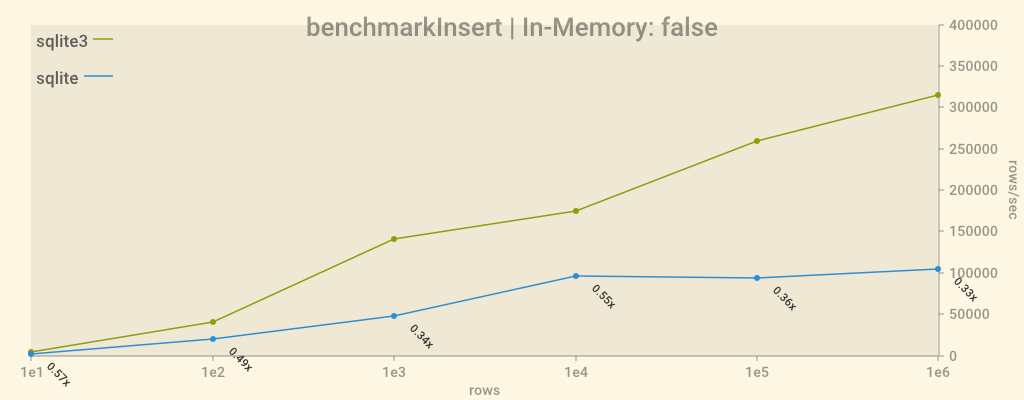 benchmarkInsert | In-Memory: false
sqlite3
sqlite
400000
350000
300000
250000
200000
150000
100000
50000
0
rows/sec
0.57x
0.49x
0.34x
0.55x
0.36x
0.33x
1e1
1e2
1e3
1e4
1e5
1e6
rows